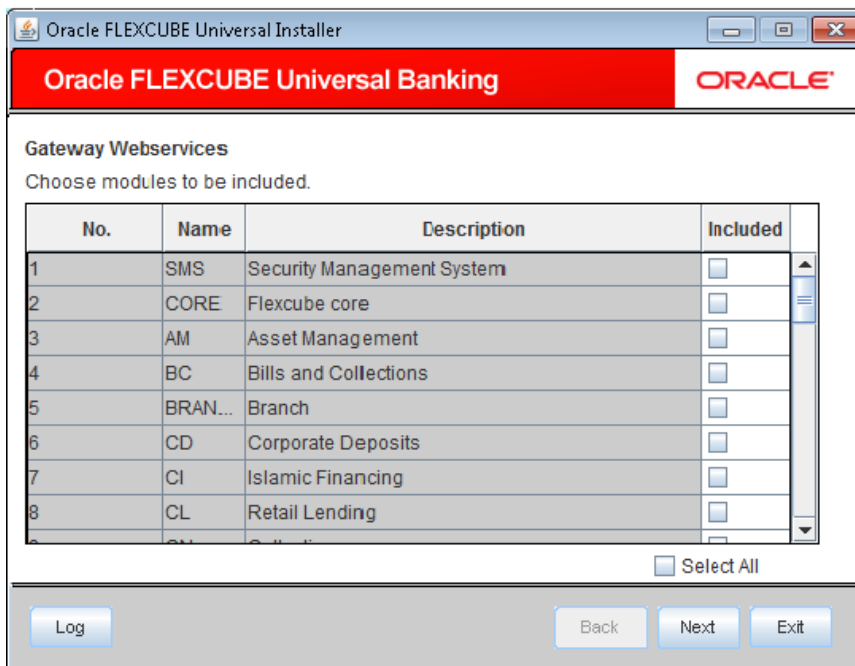 Oracle FLEXCUBE Universal Installer
Oracle FLEXCUBE Universal Banking ORACLE
Gateway Webservices
Choose modules to be included.
No. Name Description Included
1 SMS Security Management System
2 CORE Flexcube core
3 AM Asset Management
4 BC Bills and Collections
5 BRAN... Branch
6 CD Corporate Deposits
7 CI Islamic Financing
8 CL Retail Lending
Select All
Log Back Next Exit